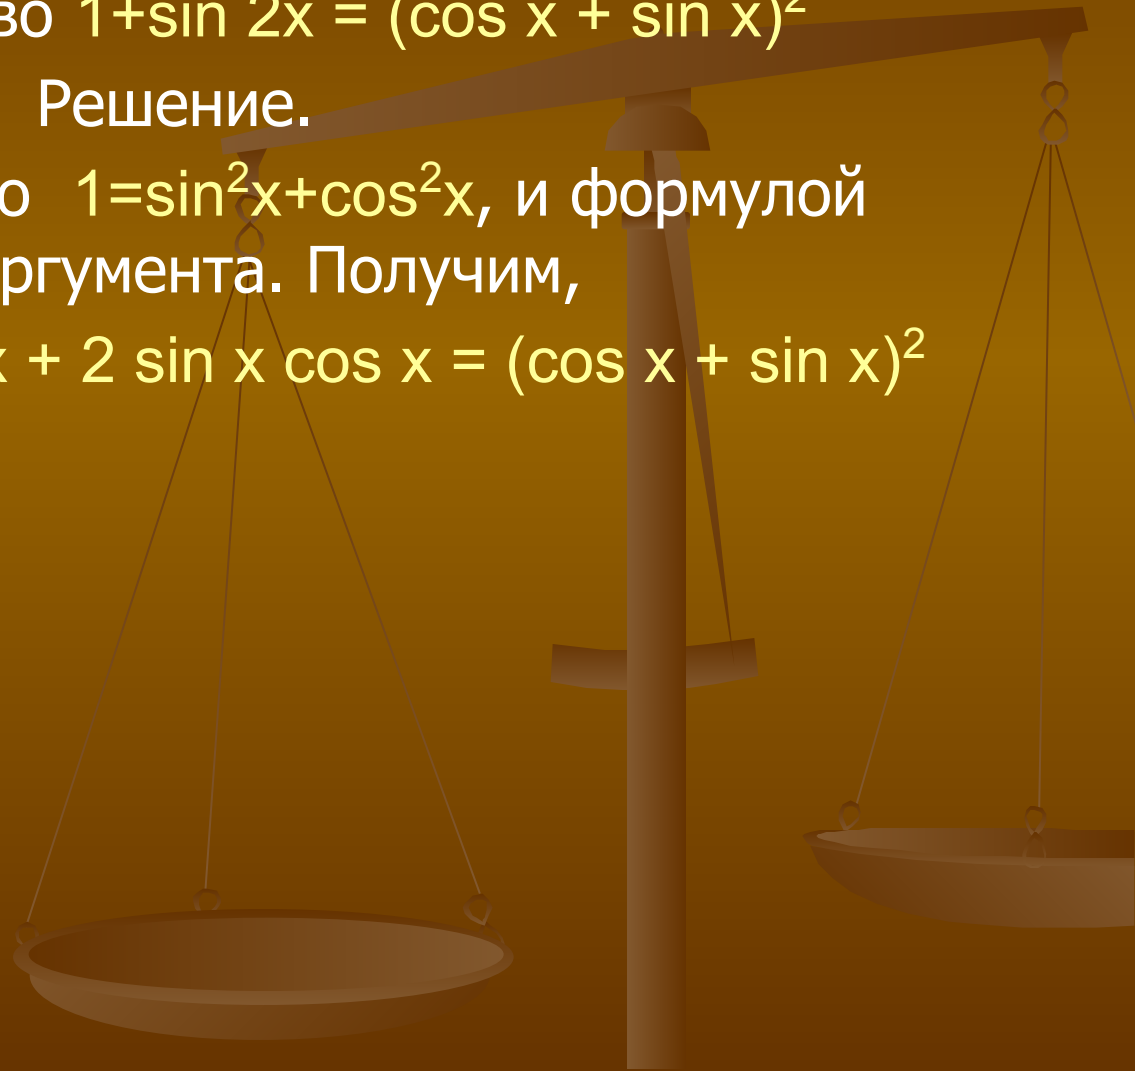 во 1+sin 2x = (cos x + sin x)²
Решение.
о 1=sin²x+cos²x, и формулой
ргумента. Получим,
x + 2 sin x cos x = (cos x + sin x)²